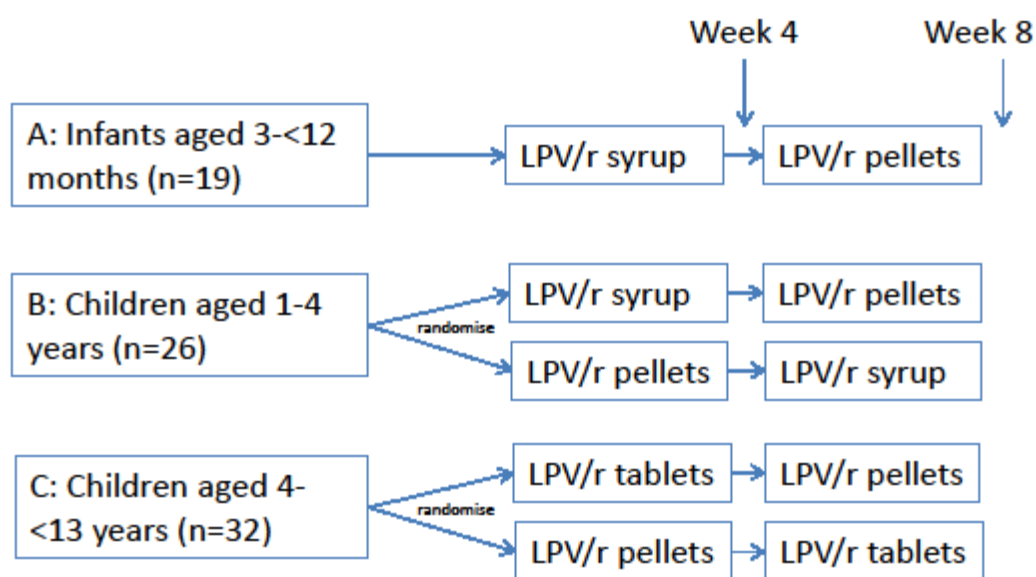 Week 4
Week 8
A: Infants aged 3-<12
months (n=19)
LPV/r syrup
LPV/r pellets
B: Children aged 1-4
years (n=26)
randomise
LPV/r syrup
LPV/r pellets
LPV/r pellets
LPV/r syrup
C: Children aged 4-
<13 years (n=32)
randomise
LPV/r tablets
LPV/r pellets
LPV/r pellets
LPV/r tablets